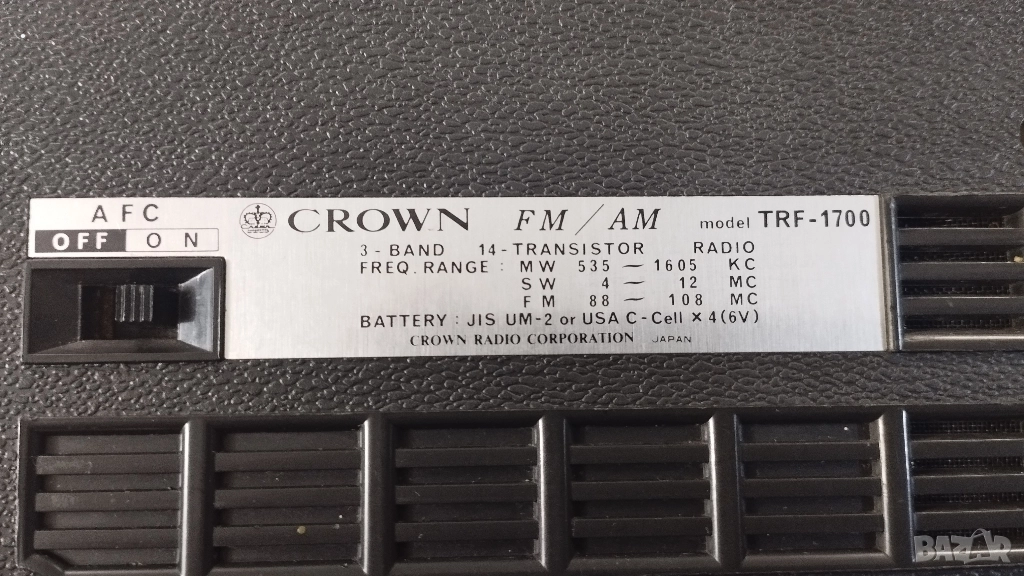 AFC
OFF ON
CROWN FM/AM model TRF-1700
3-BAND 14-TRANSISTOR RADIO
FREQ. RANGE : MW 535 ~ 1605 KC
SW 4 ~ 12 MC
FM 88 ~ 108 MC
BATTERY : JIS UM-2 or USA C-Cell × 4 (6V)
CROWN RADIO CORPORATION JAPAN
BAZAR